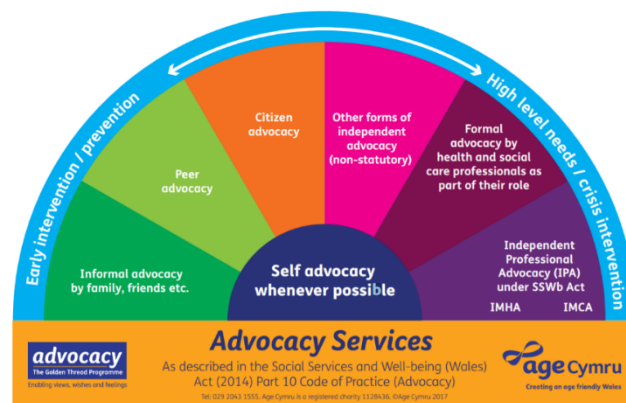 Early intervention / prevention
High level needs / crisis intervention
Informal advocacy
by family, friends etc.
Peer
advocacy
Citizen
advocacy
Other forms of
independent
advocacy
(non-statutory)
Formal
advocacy by
health and social
care professionals as
part of their role
Independent
Professional
Advocacy (IPA)
under SSWb Act
IMHA IMCA
Self advocacy
whenever possible
advocacy
The Golden Thread Programme
Enabling views, wishes and feelings
Advocacy Services
As described in the Social Services and Well-being (Wales)
Act (2014) Part 10 Code of Practice (Advocacy)
Tel: 029 2043 1555. Age Cymru is a registered charity 1128436. ©Age Cymru 2017
age Cymru
Creating an age friendly Wales